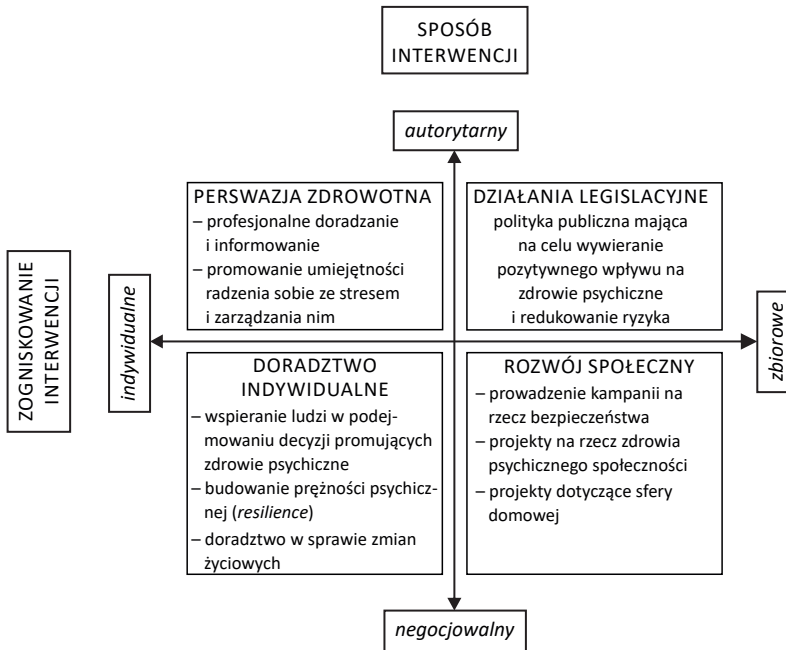 SPOSÓB
INTERWENCJI
autorytarny
PERSWAZJA ZDROWOTNA
– profesjonalne doradzanie
i informowanie
– promowanie umiejętności
radzenia sobie ze stresem
i zarządzania nim
DZIAŁANIA LEGISLACYJNE
polityka publiczna mająca
na celu wywieranie
pozytywnego wpływu na
zdrowie psychiczne
i redukowanie ryzyka
ZOGNISKOWANIE
INTERWENCJI
indywidualne
zbiorowe
DORADZTWO
INDYWIDUALNE
– wspieranie ludzi w podej-
mowaniu decyzji promujących
zdrowie psychiczne
– budowanie prężności psychicz-
nej (resilience)
– doradztwo w sprawie zmian
życiowych
ROZWÓJ SPOŁECZNY
– prowadzenie kampanii na
rzecz bezpieczeństwa
– projekty na rzecz zdrowia
psychicznego społeczności
– projekty dotyczące sfery
domowej
negocjowalny